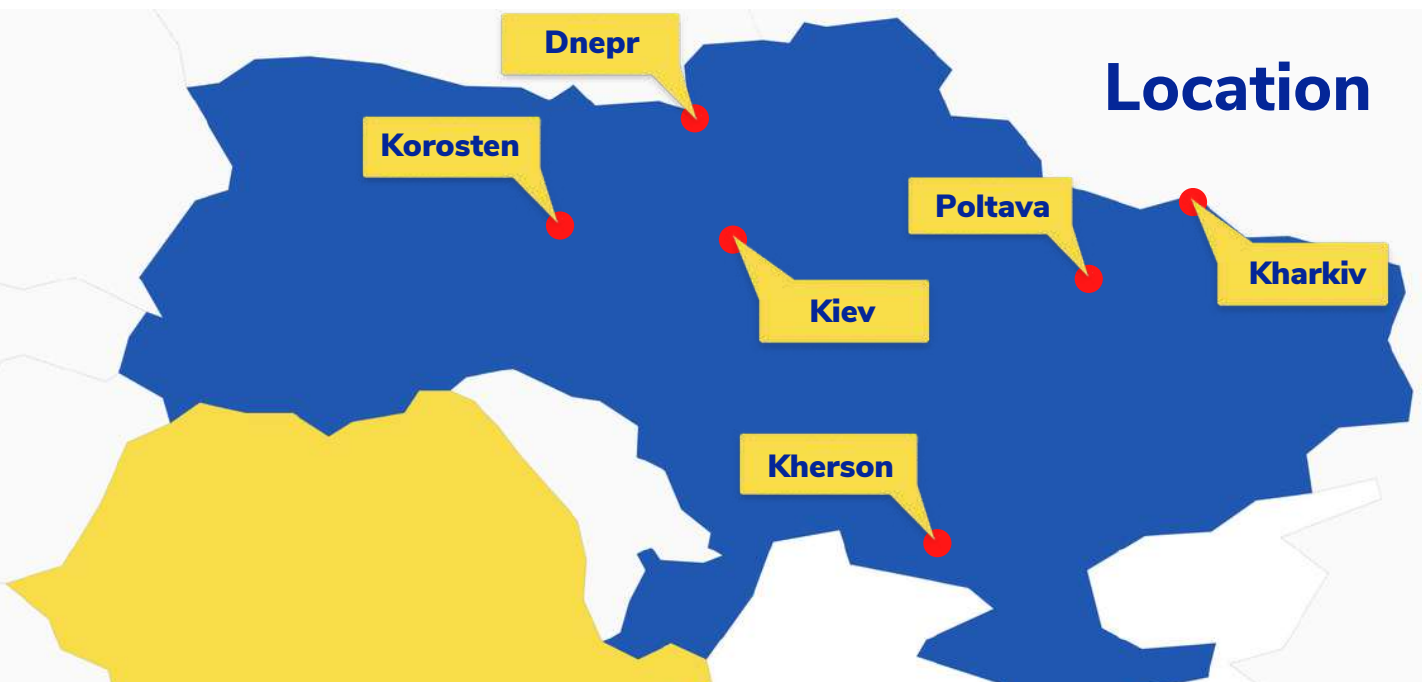 Dnepr
Location
Korosten
Poltava
Kharkiv
Kiev
Kherson